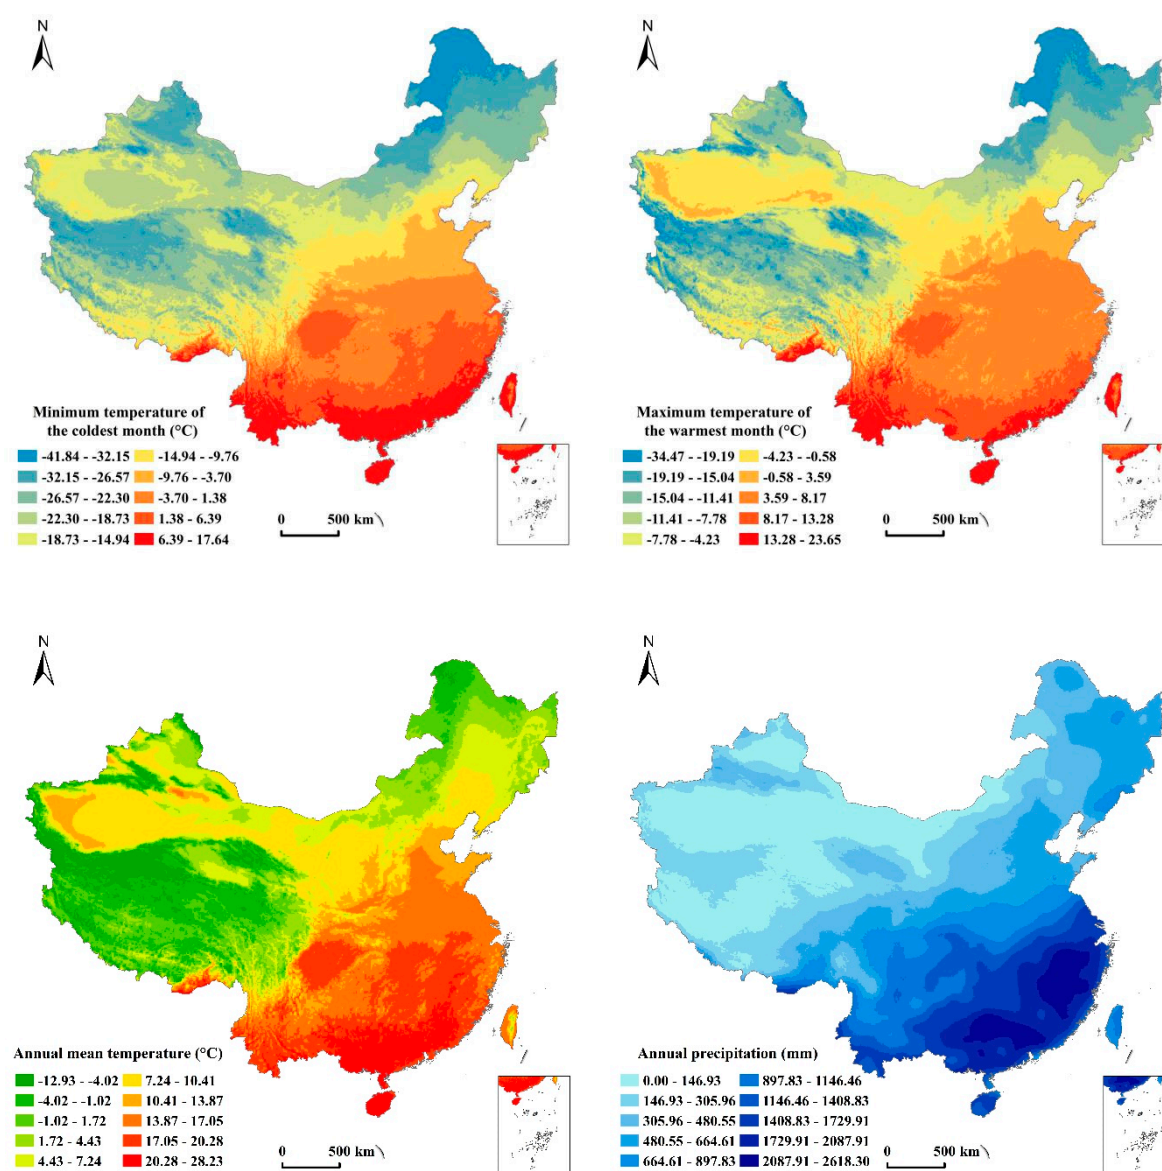 N
Minimum temperature of
the coldest month (°C)
-41.84 - -32.15 -14.94 - -9.76
-32.15 - -26.57 -9.76 - -3.70
-26.57 - -22.30 -3.70 - 1.38
-22.30 - -18.73 1.38 - 6.39
-18.73 - -14.94 6.39 - 17.64
0 500 km
N
Maximum temperature of
the warmest month (°C)
-34.47 - -19.19 -4.23 - -0.58
-19.19 - -15.04 -0.58 - 3.59
-15.04 - -11.41 3.59 - 8.17
-11.41 - -7.78 8.17 - 13.28
-7.78 - -4.23 13.28 - 23.65
0 500 km
N
Annual mean temperature (°C)
-12.93 - -4.02 7.24 - 10.41
-4.02 - -1.02 10.41 - 13.87
-1.02 - 1.72 13.87 - 17.05
1.72 - 4.43 17.05 - 20.28
4.43 - 7.24 20.28 - 28.23
0 500 km
N
Annual precipitation (mm)
0.00 - 146.93 897.83 - 1146.46
146.93 - 305.96 1146.46 - 1408.83
305.96 - 480.55 1408.83 - 1729.91
480.55 - 664.61 1729.91 - 2087.91
664.61 - 897.83 2087.91 - 2618.30
0 500 km